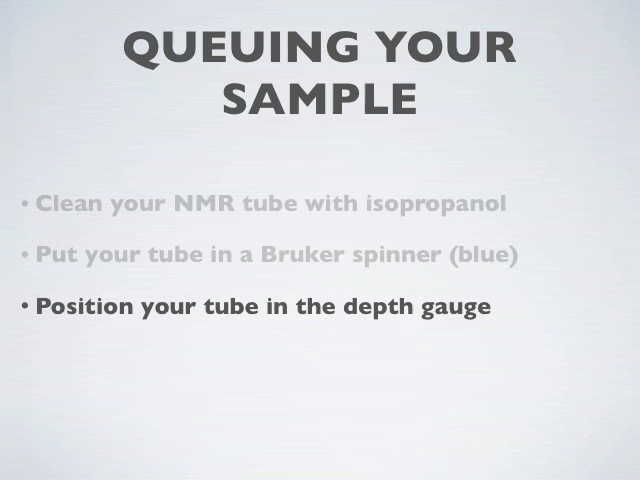 QUEUING YOUR
SAMPLE
• Clean your NMR tube with isopropanol
• Put your tube in a Bruker spinner (blue)
• Position your tube in the depth gauge